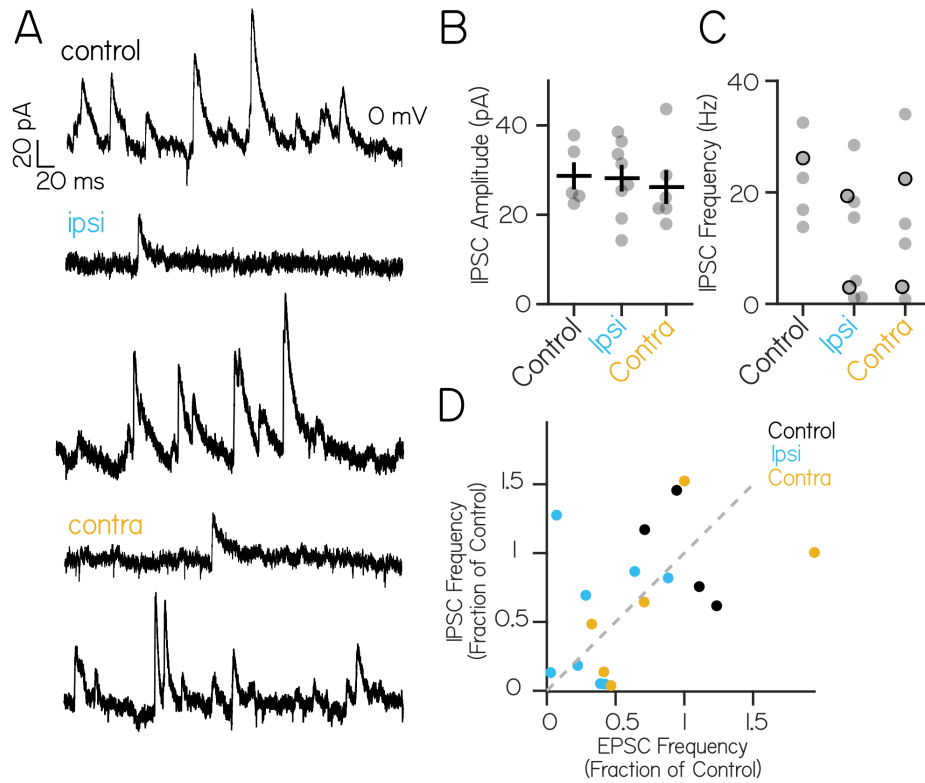 A
control
0 mV
20 pA
20 ms
ipsi
contra
B
IPSC Amplitude (pA)
40
20
0
Control
Ipsi
Contra
C
IPSC Frequency (Hz)
40
20
0
Control
Ipsi
Contra
D
Control
Ipsi
Contra
IPSC Frequency
(Fraction of Control)
1.5
1
0.5
0
0
0.5
1
1.5
EPSC Frequency
(Fraction of Control)